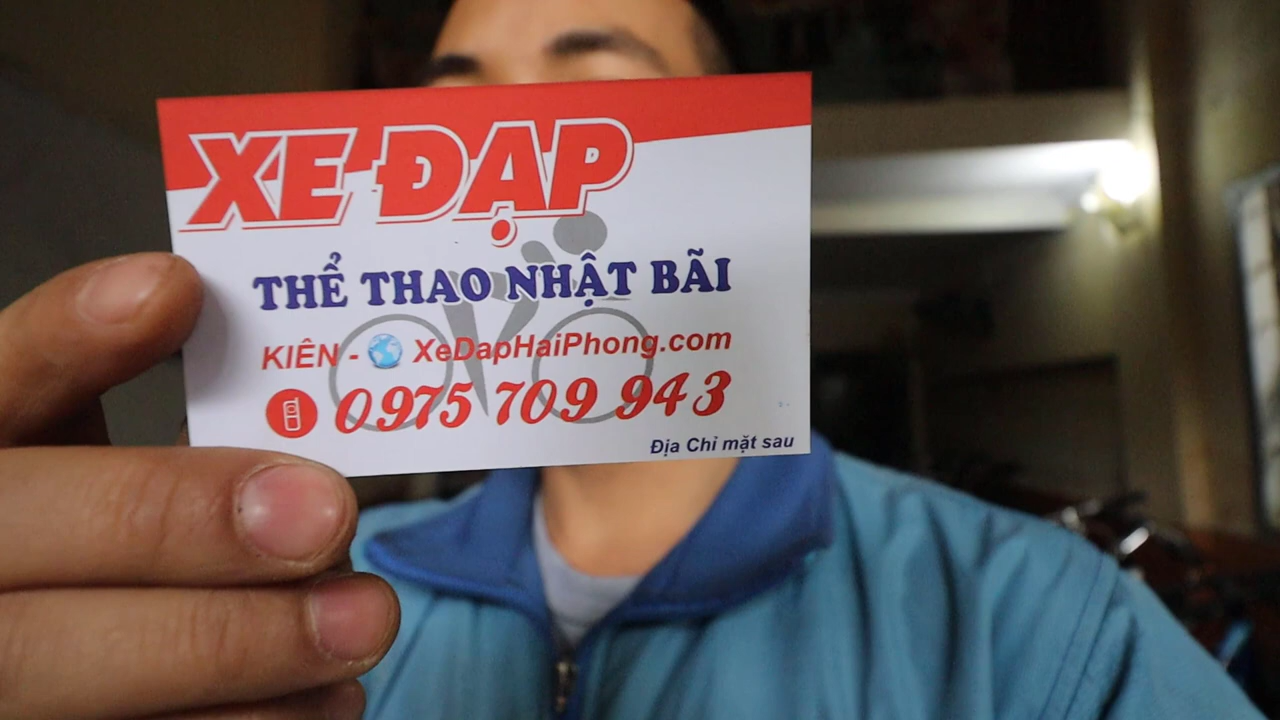 XE ĐẠP
THỂ THAO NHẬT BÃI
KIÊN - XeDapHaiPhong.com
0975 709 943
Địa Chỉ mặt sau